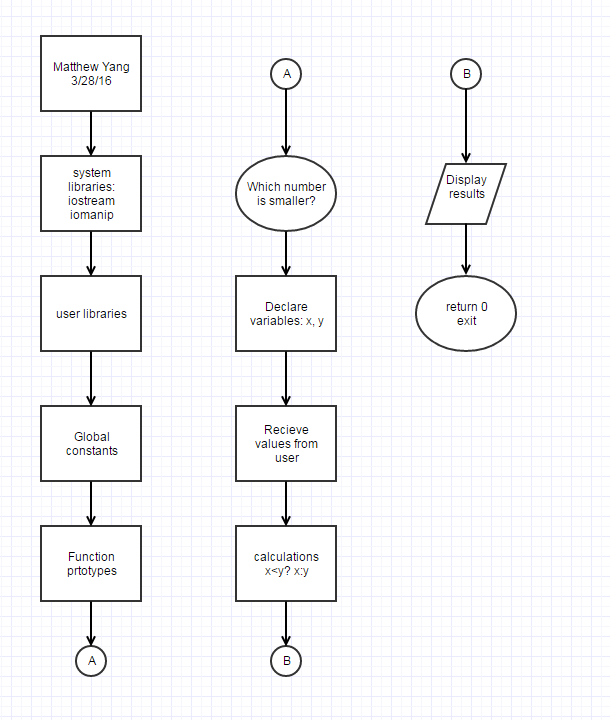 Matthew Yang
3/28/16
system
libraries:
iostream
iomanip
user libraries
Global
constants
Function
prtotypes
A
A
Which number
is smaller?
Declare
variables: x, y
Recieve
values from
user
calculations
x<y? x:y
B
B
Display
results
return 0
exit